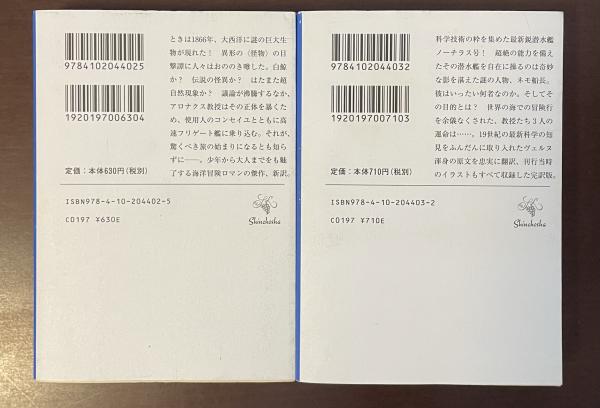 9784102044025
1920197006304
定価：本体630円(税別)
ときは1866年、大西洋に謎の巨大生
物が現れた！ 異形の〈怪物〉の目
撃譚に人々はおののき噂した。白鯨
か？ 伝説の怪異か？ はたまた超
自然現象か？ 議論が沸騰するなか、
アロナクス教授はその正体を暴くた
め、使用人のコンセイユとともに高
速フリゲート艦に乗り込む。それが、
驚くべき旅の始まりになるとも知ら
ずに――。少年から大人までをも魅
了する海洋冒険ロマンの傑作、新訳。
ISBN978-4-10-204402-5
C0197 ¥630E
Shinchosha
9784102044032
1920197007103
定価：本体710円(税別)
科学技術の粋を集めた最新鋭潜水艦
ノーチラス号！ 超絶の能力を備え
たその潜水艦を自在に操るのは奇妙
な影を湛えた謎の人物、ネモ船長。
彼はいったい何者なのか。そしてそ
の目的とは？ 世界の海での冒険行
を余儀なくされた、教授たち3人の
運命は……。19世紀の最新科学の知
見をふんだんに取り入れたヴェルヌ
渾身の原文を忠実に翻訳、刊行当時
のイラストもすべて収録した完訳版。
ISBN978-4-10-204403-2
C0197 ¥710E
Shinchosha